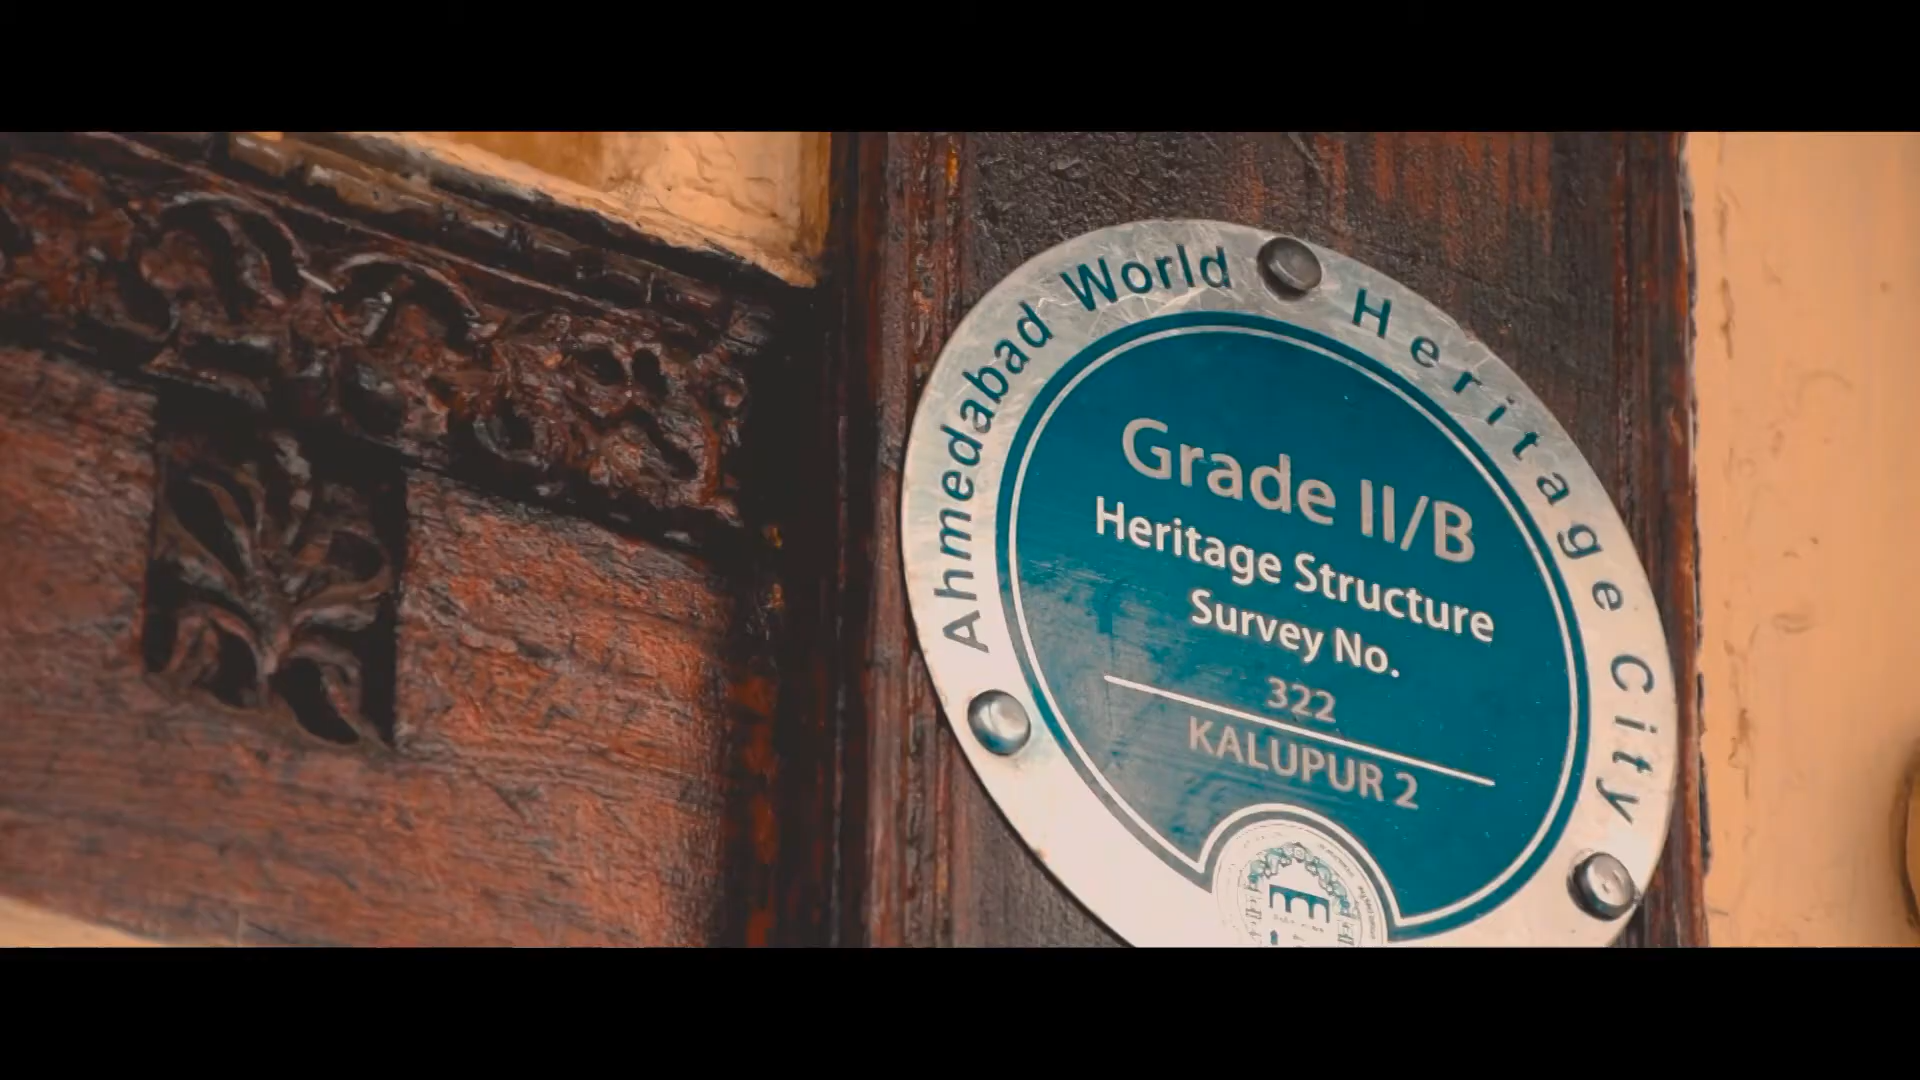 Ahmedabad World Heritage City
Grade II/B
Heritage Structure
Survey No.
322
KALUPUR 2